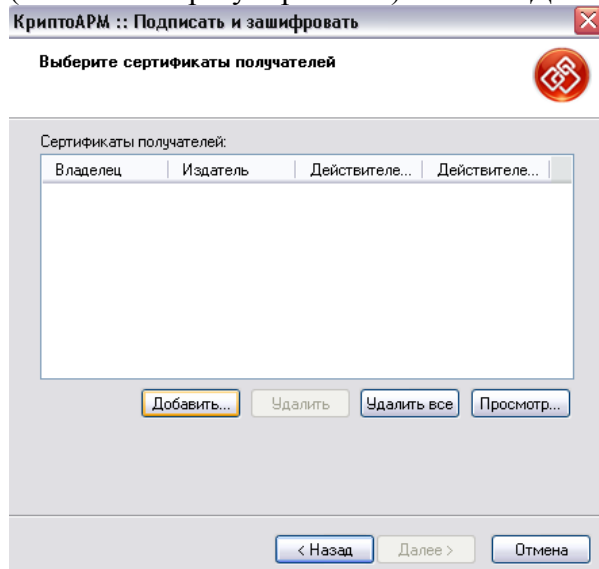 КриптоАРМ :: Подписать и зашифровать
Выберите сертификаты получателей
Сертификаты получателей:
Владелец Издатель Действителе... Действителе...
Добавить... Удалить Удалить все Просмотр...
< Назад Далее > Отмена